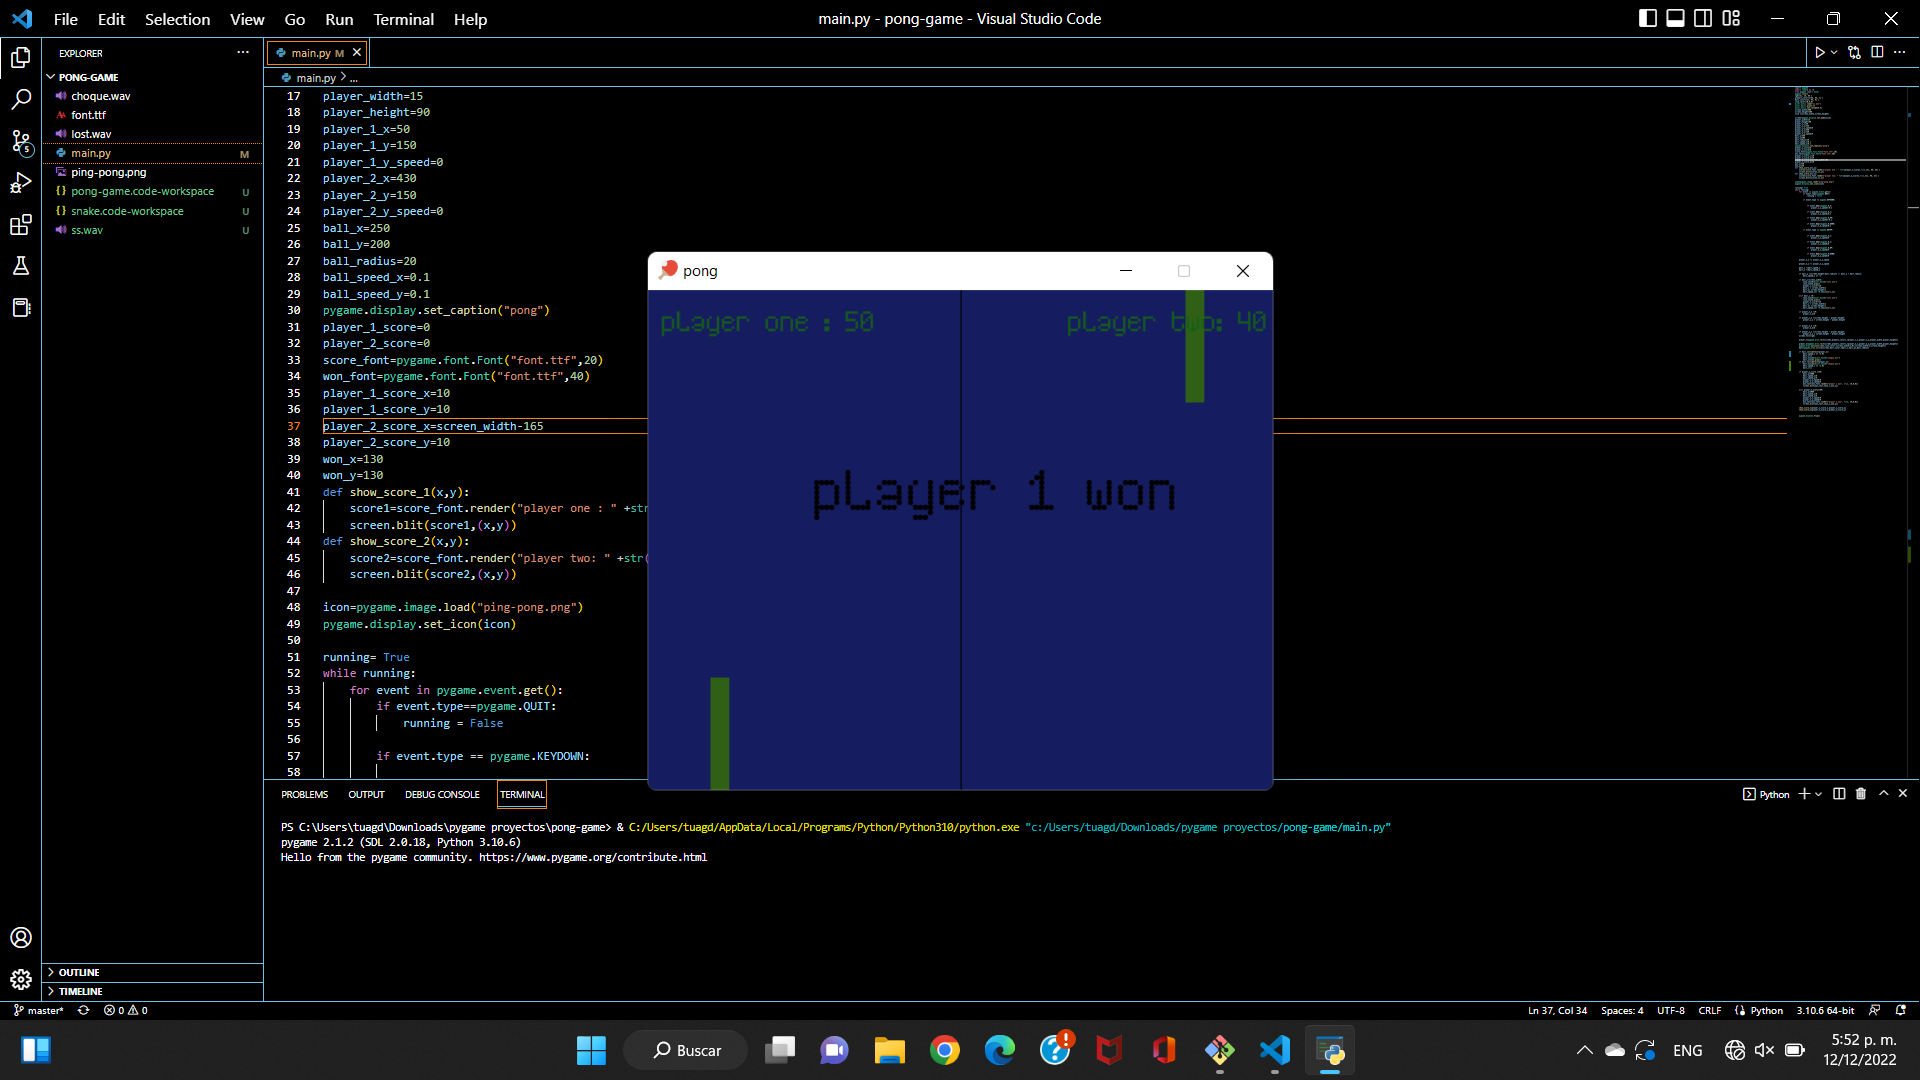 File Edit Selection View Go Run Terminal Help
main.py - pong-game - Visual Studio Code
EXPLORER
PONG-GAME
choque.wav
font.ttf
lost.wav
main.py M
ping-pong.png
pong-game.code-workspace U
snake.code-workspace U
ss.wav U
5
OUTLINE
TIMELINE
main.py M
main.py > ...
17 player_width=15
18 player_height=90
19 player_1_x=50
20 player_1_y=150
21 player_1_y_speed=0
22 player_2_x=430
23 player_2_y=150
24 player_2_y_speed=0
25 ball_x=250
26 ball_y=200
27 ball_radius=20
28 ball_speed_x=0.1
29 ball_speed_y=0.1
30 pygame.display.set_caption("pong")
31 player_1_score=0
32 player_2_score=0
33 score_font=pygame.font.Font("font.ttf",20)
34 won_font=pygame.font.Font("font.ttf",40)
35 player_1_score_x=10
36 player_1_score_y=10
37 player_2_score_x=screen_width-165
38 player_2_score_y=10
39 won_x=130
40 won_y=130
41 def show_score_1(x,y):
42 score1=score_font.render("player one : " +str
43 screen.blit(score1,(x,y))
44 def show_score_2(x,y):
45 score2=score_font.render("player two: " +str(
46 screen.blit(score2,(x,y))
47
48 icon=pygame.image.load("ping-pong.png")
49 pygame.display.set_icon(icon)
50
51 running= True
52 while running:
53 for event in pygame.event.get():
54 if event.type==pygame.QUIT:
55 running = False
56
57 if event.type == pygame.KEYDOWN:
58
pong
player one : 50
player two: 40
player 1 won
PROBLEMS OUTPUT DEBUG CONSOLE TERMINAL
Python
PS C:\Users\tuagd\Downloads\pygame proyectos\pong-game> & C:/Users/tuagd/AppData/Local/Programs/Python/Python310/python.exe "c:/Users/tuagd/Downloads/pygame proyectos/pong-game/main.py"
pygame 2.1.2 (SDL 2.0.18, Python 3.10.6)
Hello from the pygame community. https://www.pygame.org/contribute.html
master* 0 0
Ln 37, Col 34 Spaces: 4 UTF-8 CRLF Python 3.10.6 64-bit
Buscar
ENG
5:52 p. m.
12/12/2022